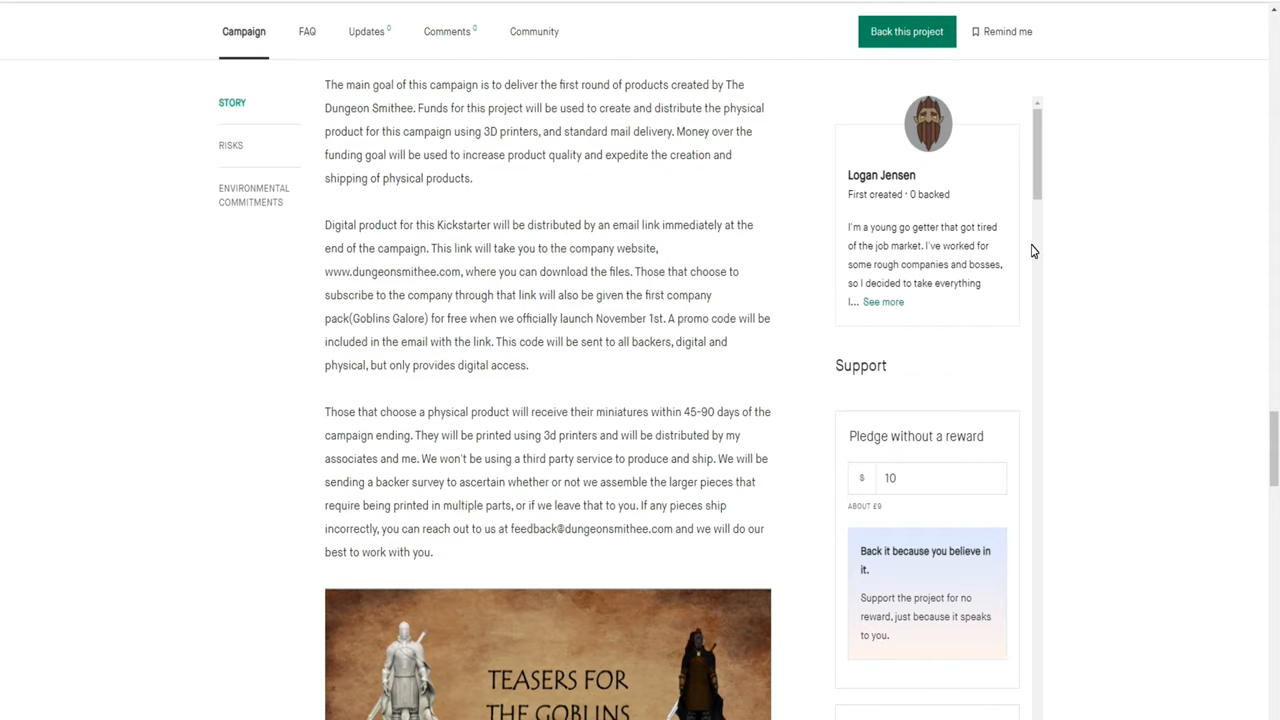 Campaign
FAQ
Updates 0
Comments 0
Community
Back this project
Remind me
STORY
RISKS
ENVIRONMENTAL
COMMITMENTS
The main goal of this campaign is to deliver the first round of products created by The
Dungeon Smithee. Funds for this project will be used to create and distribute the physical
product for this campaign using 3D printers, and standard mail delivery. Money over the
funding goal will be used to increase product quality and expedite the creation and
shipping of physical products.
Digital product for this Kickstarter will be distributed by an email link immediately at the
end of the campaign. This link will take you to the company website,
www.dungeonsmithee.com, where you can download the files. Those that choose to
subscribe to the company through that link will also be given the first company
pack(Goblins Galore) for free when we officially launch November 1st. A promo code will be
included in the email with the link. This code will be sent to all backers, digital and
physical, but only provides digital access.
Those that choose a physical product will receive their miniatures within 45-90 days of the
campaign ending. They will be printed using 3d printers and will be distributed by my
associates and me. We won't be using a third party service to produce and ship. We will be
sending a backer survey to ascertain whether or not we assemble the larger pieces that
require being printed in multiple parts, or if we leave that to you. If any pieces ship
incorrectly, you can reach out to us at feedback@dungeonsmithee.com and we will do our
best to work with you.
TEASERS FOR
THE GOBLINS
Logan Jensen
First created · 0 backed
I'm a young go getter that got tired
of the job market. I've worked for
some rough companies and bosses,
so I decided to take everything
I... See more
Support
Pledge without a reward
$ 10
ABOUT £9
Back it because you believe in
it.
Support the project for no
reward, just because it speaks
to you.